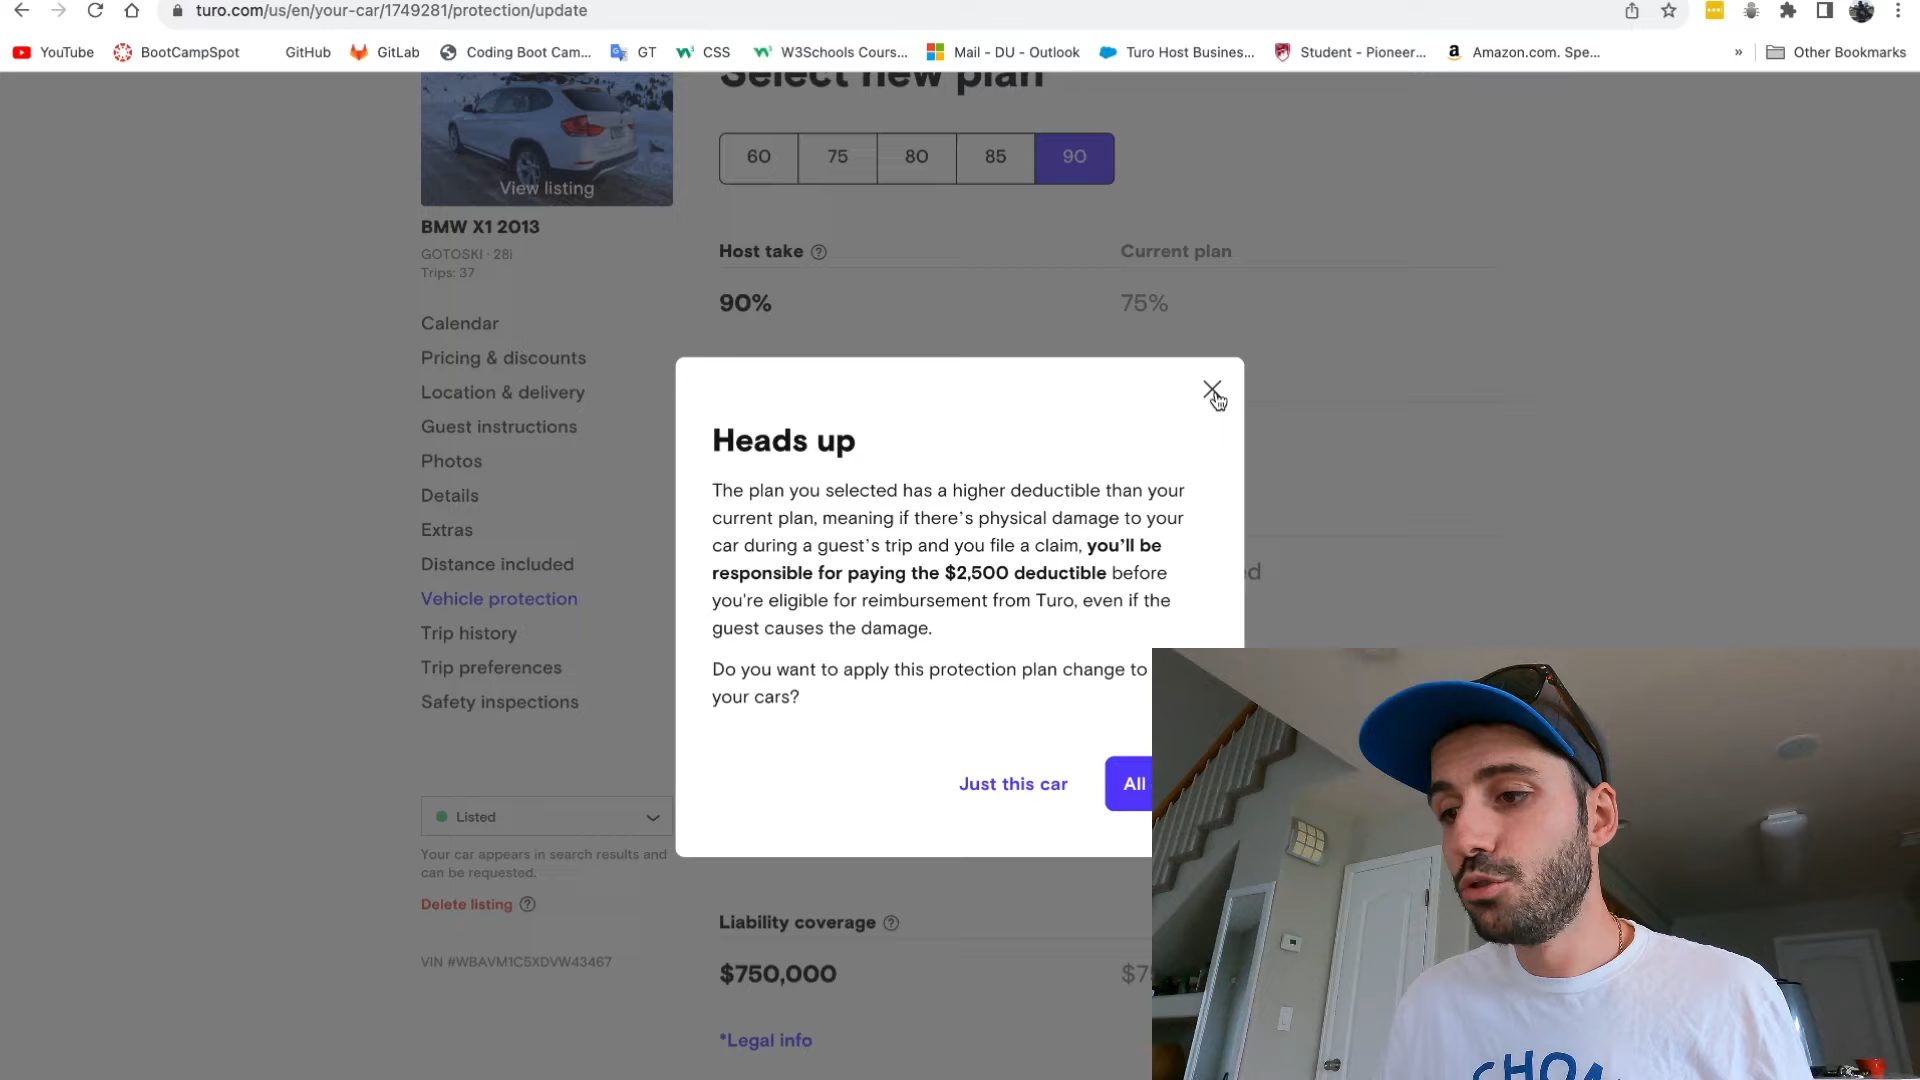 turo.com/us/en/your-car/1749281/protection/update
YouTube
BootCampSpot
GitHub
GitLab
Coding Boot Cam...
GT
CSS
W3Schools Cours...
Mail - DU - Outlook
Turo Host Busines...
Student - Pioneer...
Amazon.com. Spe...
»
Other Bookmarks
Select new plan
View listing
60
75
80
85
90
BMW X1 2013
GOTOSKI · 28i
Trips: 37
Host take
Current plan
90%
75%
Calendar
Pricing & discounts
Location & delivery
Guest instructions
Photos
Details
Extras
Distance included
Vehicle protection
Trip history
Trip preferences
Safety inspections
Heads up
The plan you selected has a higher deductible than your
current plan, meaning if there's physical damage to your
car during a guest's trip and you file a claim, you'll be
responsible for paying the $2,500 deductible before
you're eligible for reimbursement from Turo, even if the
guest causes the damage.
Do you want to apply this protection plan change to
your cars?
Just this car
All
Listed
Your car appears in search results and
can be requested.
Delete listing
VIN #WBAVM1C5XDVW43467
Liability coverage
$750,000
*Legal info